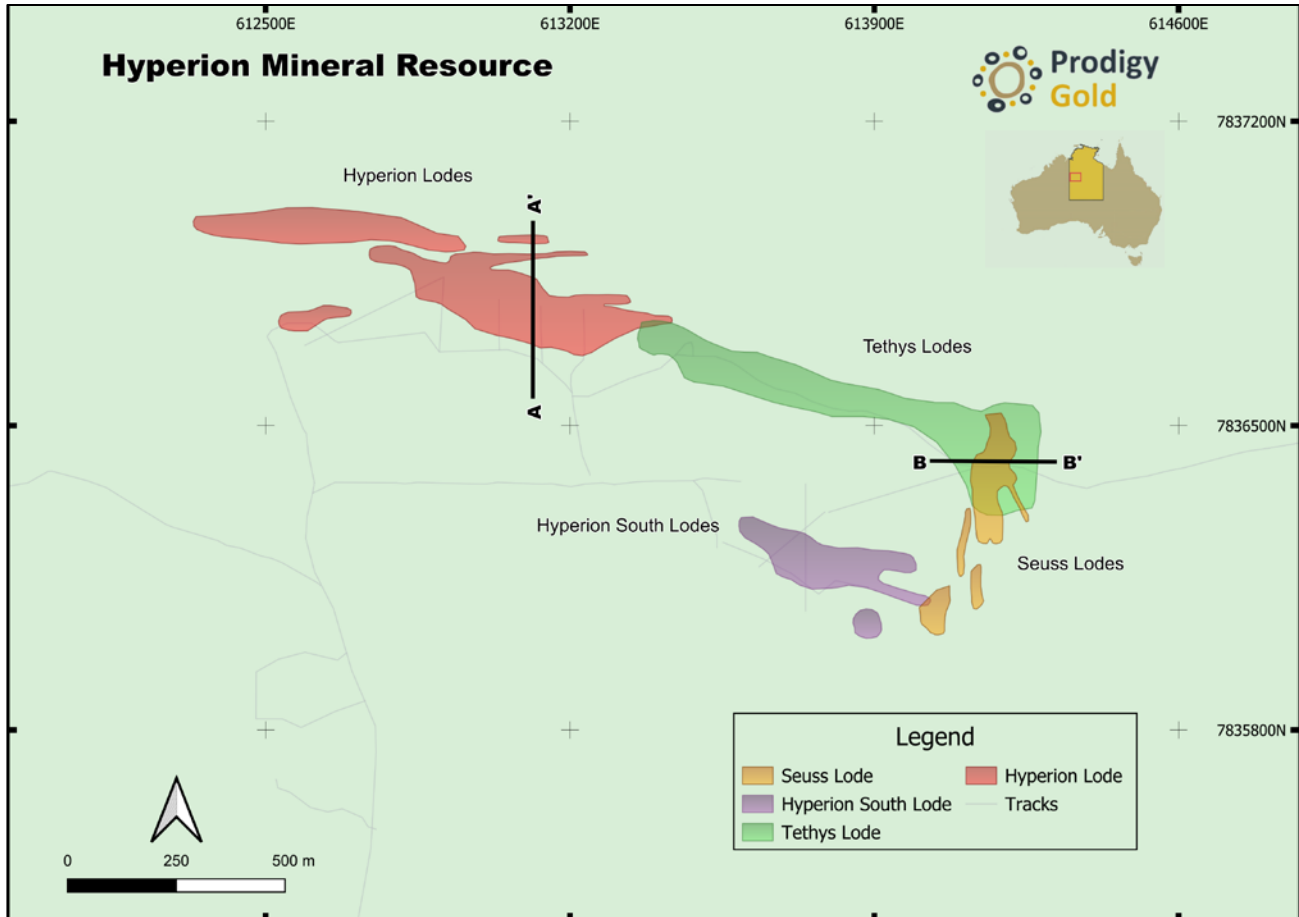 612500E
613200E
613900E
614600E
Hyperion Mineral Resource
Prodigy
Gold
7837200N
Hyperion Lodes
A'
Tethys Lodes
A
7836500N
B
B'
Hyperion South Lodes
Seuss Lodes
7835800N
Legend
Seuss Lode
Hyperion Lode
Hyperion South Lode
Tracks
Tethys Lode
0
250
500 m